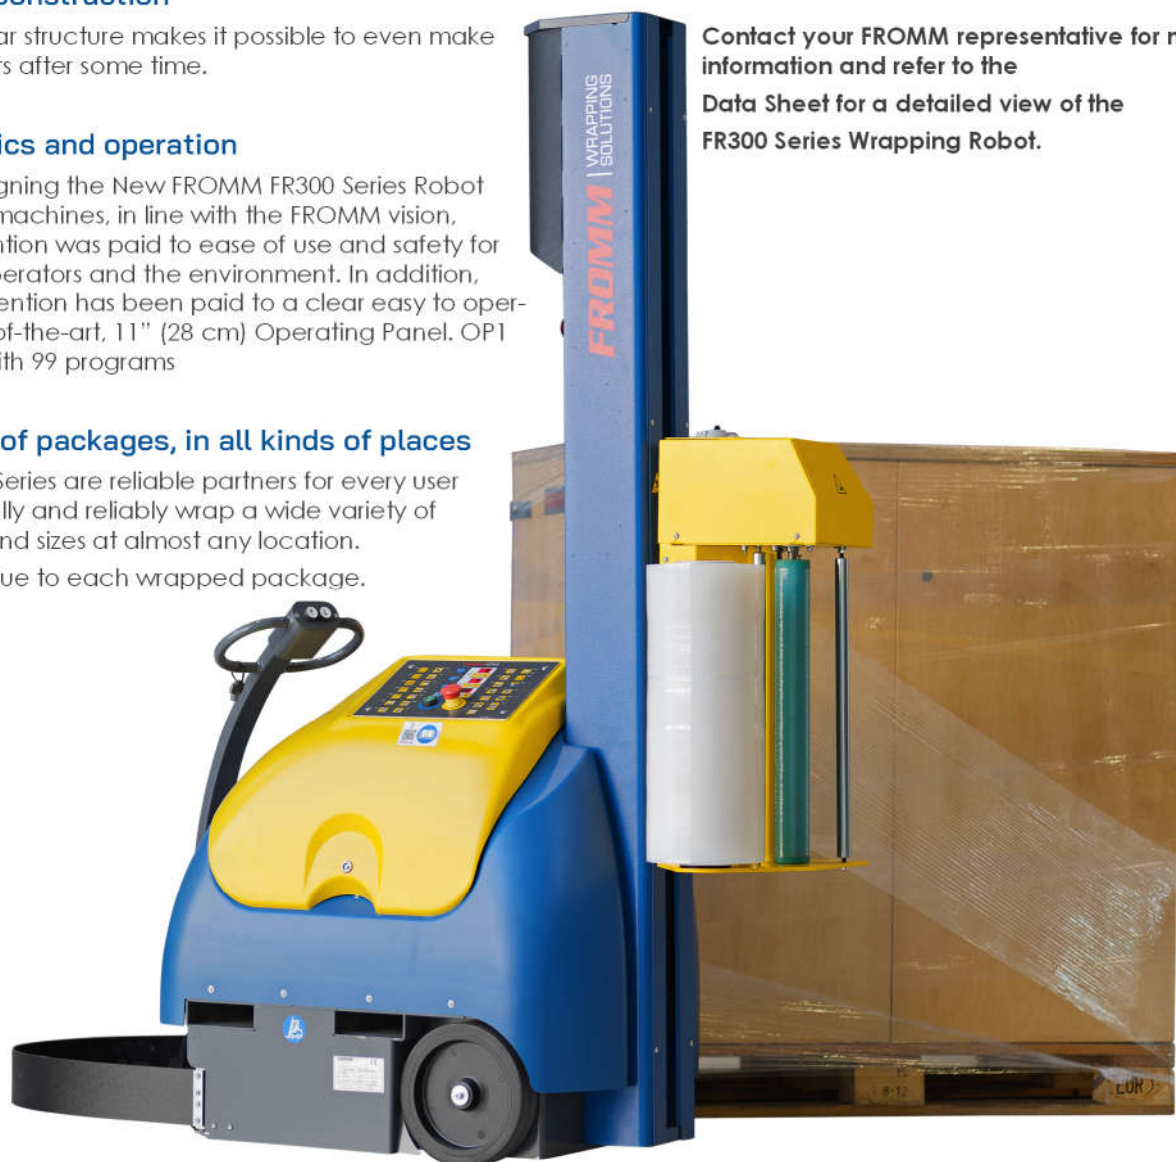 construction
ar structure makes it possible to even make
s after some time.
ics and operation
gning the New FROMM FR300 Series Robot
machines, in line with the FROMM vision,
ntion was paid to ease of use and safety for
perators and the environment. In addition,
ention has been paid to a clear easy to oper-
of-the-art, 11” (28 cm) Operating Panel. OP1
ith 99 programs
of packages, in all kinds of places
Series are reliable partners for every user
lly and reliably wrap a wide variety of
nd sizes at almost any location.
ue to each wrapped package.
Contact your FROMM representative for
information and refer to the
Data Sheet for a detailed view of the
FR300 Series Wrapping Robot.
FROMM
WRAPPING
SOLUTIONS
8-12
EUR